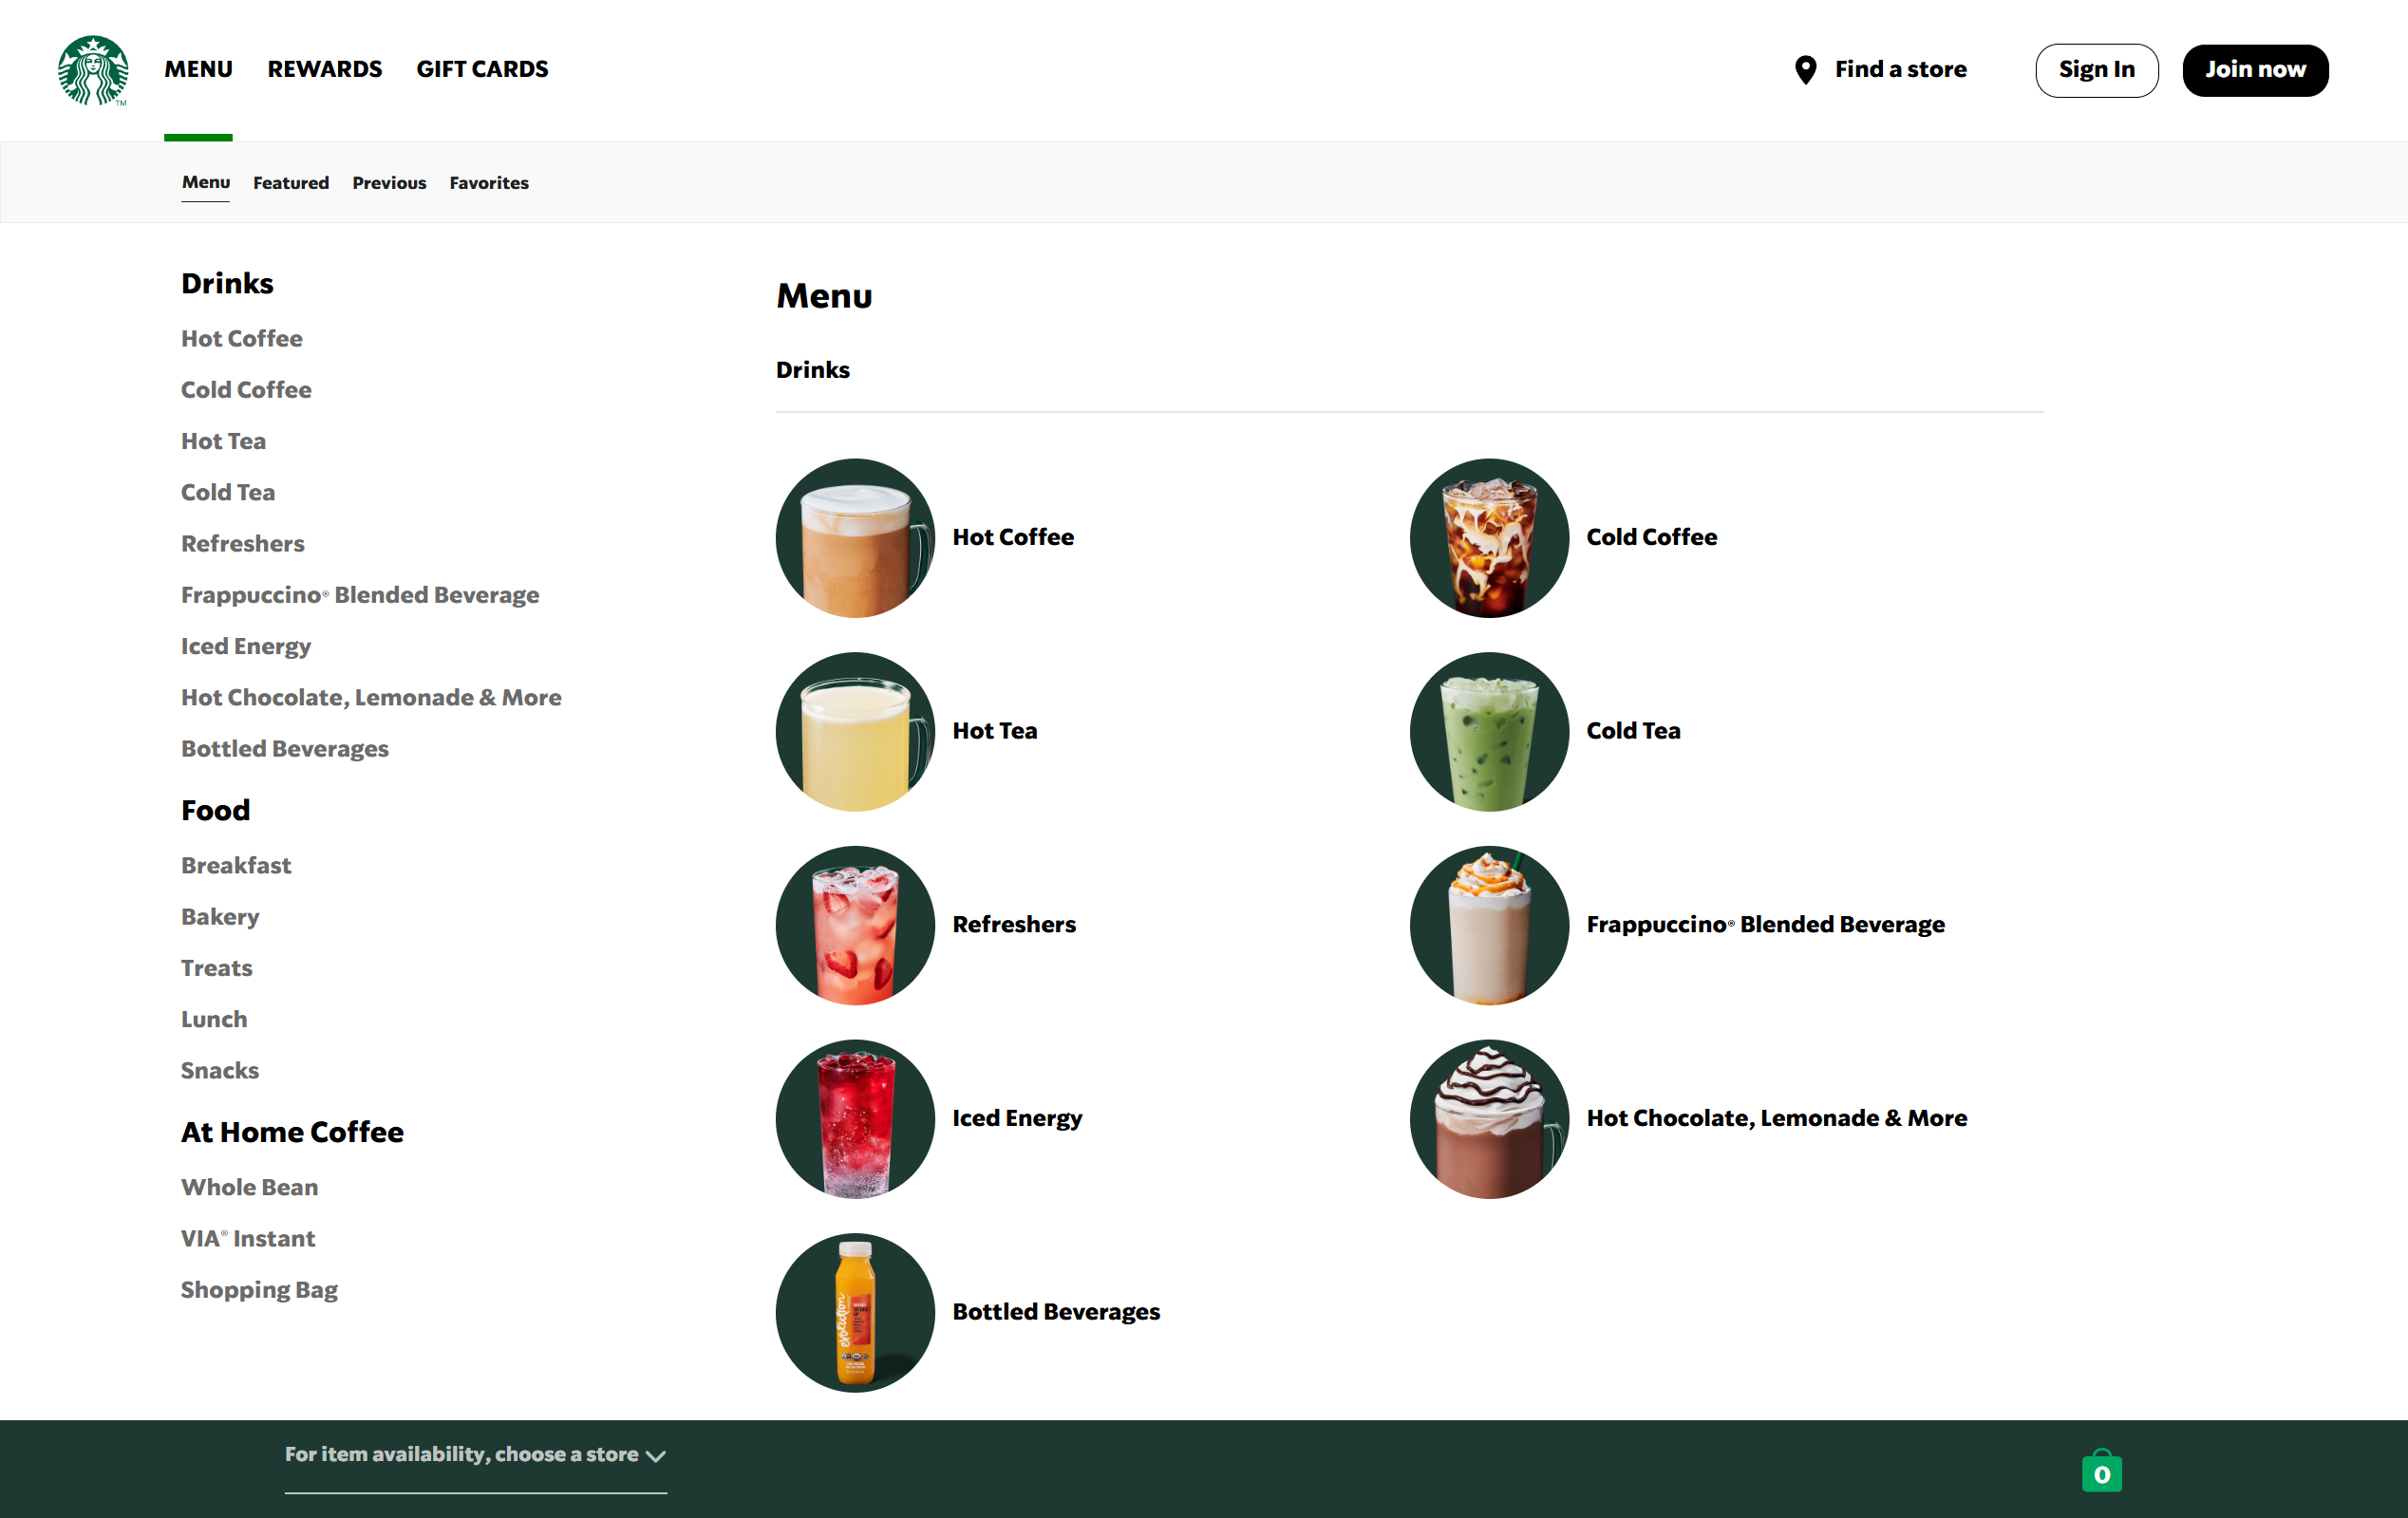 TM
MENU REWARDS GIFT CARDS Find a store Sign In Join now
Menu Featured Previous Favorites
Drinks
Hot Coffee
Cold Coffee
Hot Tea
Cold Tea
Refreshers
Frappuccino® Blended Beverage
Iced Energy
Hot Chocolate, Lemonade & More
Bottled Beverages
Food
Breakfast
Bakery
Treats
Lunch
Snacks
At Home Coffee
Whole Bean
VIA® Instant
Shopping Bag
Menu
Drinks
Hot Coffee
Cold Coffee
Hot Tea
Cold Tea
Refreshers
Frappuccino® Blended Beverage
Iced Energy
Hot Chocolate, Lemonade & More
evolution
Bottled Beverages
For item availability, choose a store
0